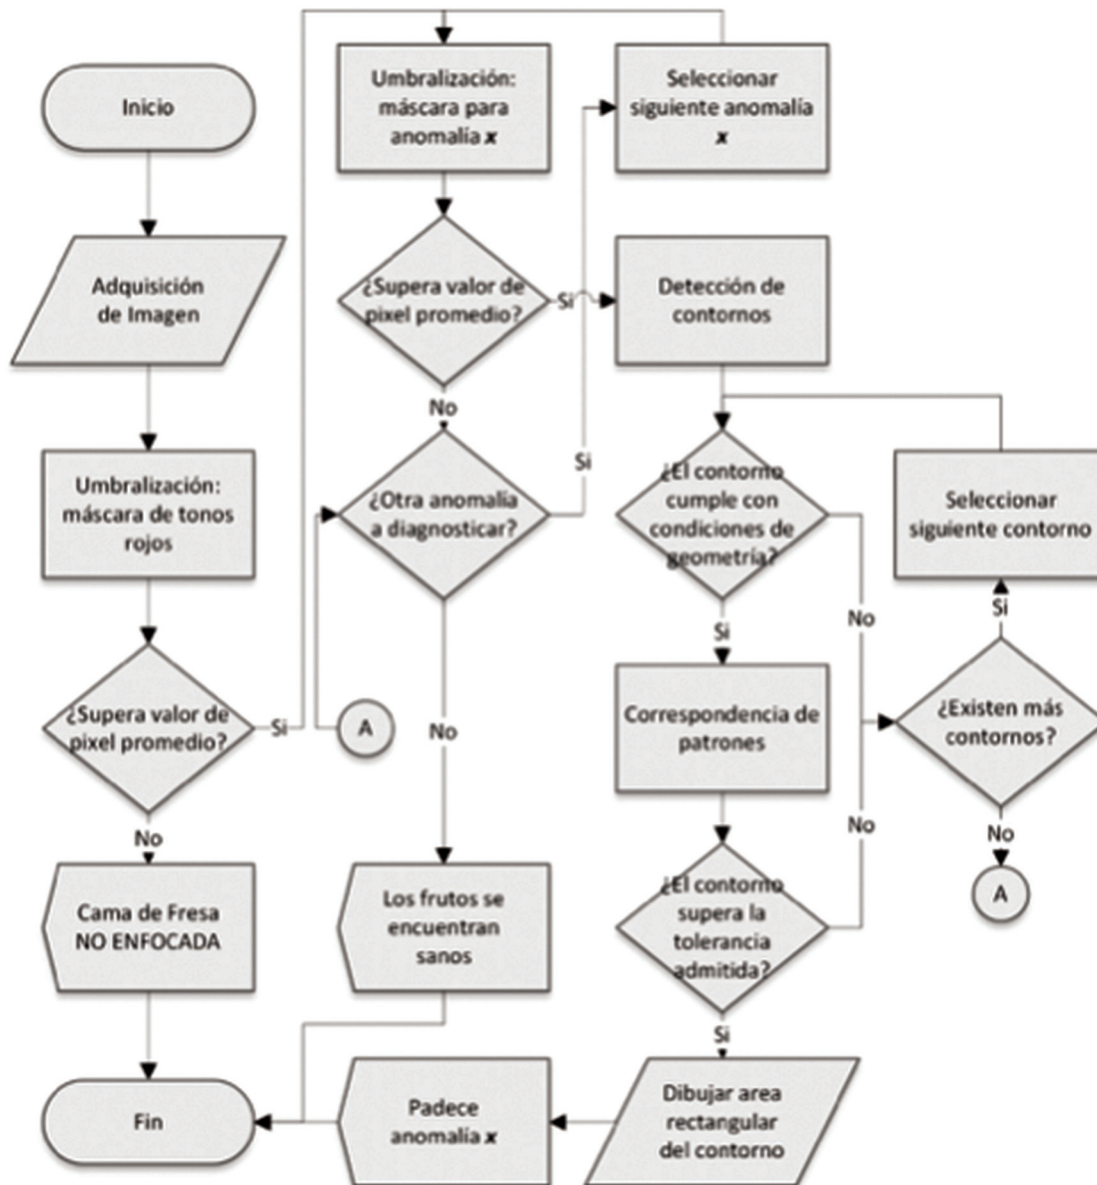 Inicio
Adquisición
de Imagen
Umbralización:
máscara de tonos
rojos
¿Supera valor de
pixel promedio?
Si
No
Cama de Fresa
NO ENFOCADA
Fin
Umbralización:
máscara para
anomalía x
¿Supera valor de
pixel promedio?
Si
No
¿Otra anomalía
a diagnosticar?
Si
No
A
Los frutos se
encuentran
sanos
Padece
anomalía x
Seleccionar
siguiente anomalía
x
Detección de
contornos
¿El contorno
cumple con
condiciones de
geometría?
No
Si
Correspondencia de
patrones
¿El contorno
supera la
tolerancia
admitida?
No
Si
Dibujar area
rectangular
del contorno
Seleccionar
siguiente contorno
Si
¿Existen más
contornos?
No
A